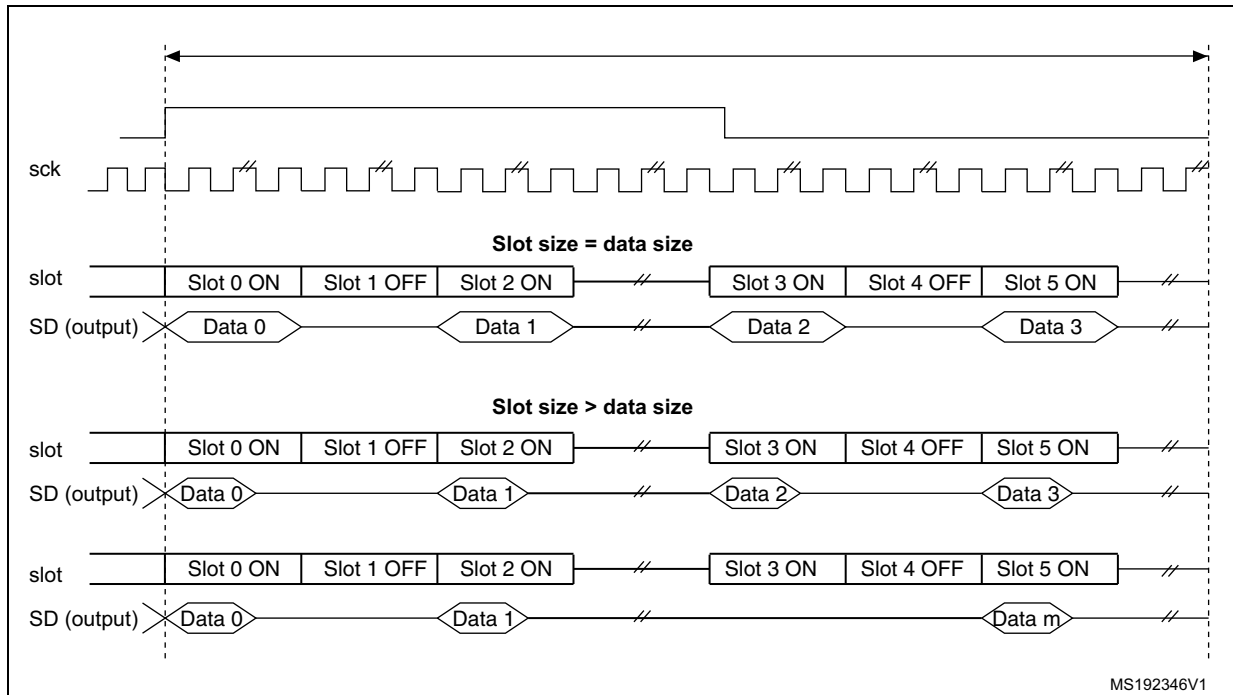 sck
Slot size = data size
slot Slot 0 ON Slot 1 OFF Slot 2 ON Slot 3 ON Slot 4 OFF Slot 5 ON
SD (output) Data 0 Data 1 Data 2 Data 3
Slot size > data size
slot Slot 0 ON Slot 1 OFF Slot 2 ON Slot 3 ON Slot 4 OFF Slot 5 ON
SD (output) Data 0 Data 1 Data 2 Data 3
slot Slot 0 ON Slot 1 OFF Slot 2 ON Slot 3 ON Slot 4 OFF Slot 5 ON
SD (output) Data 0 Data 1 Data m
MS192346V1